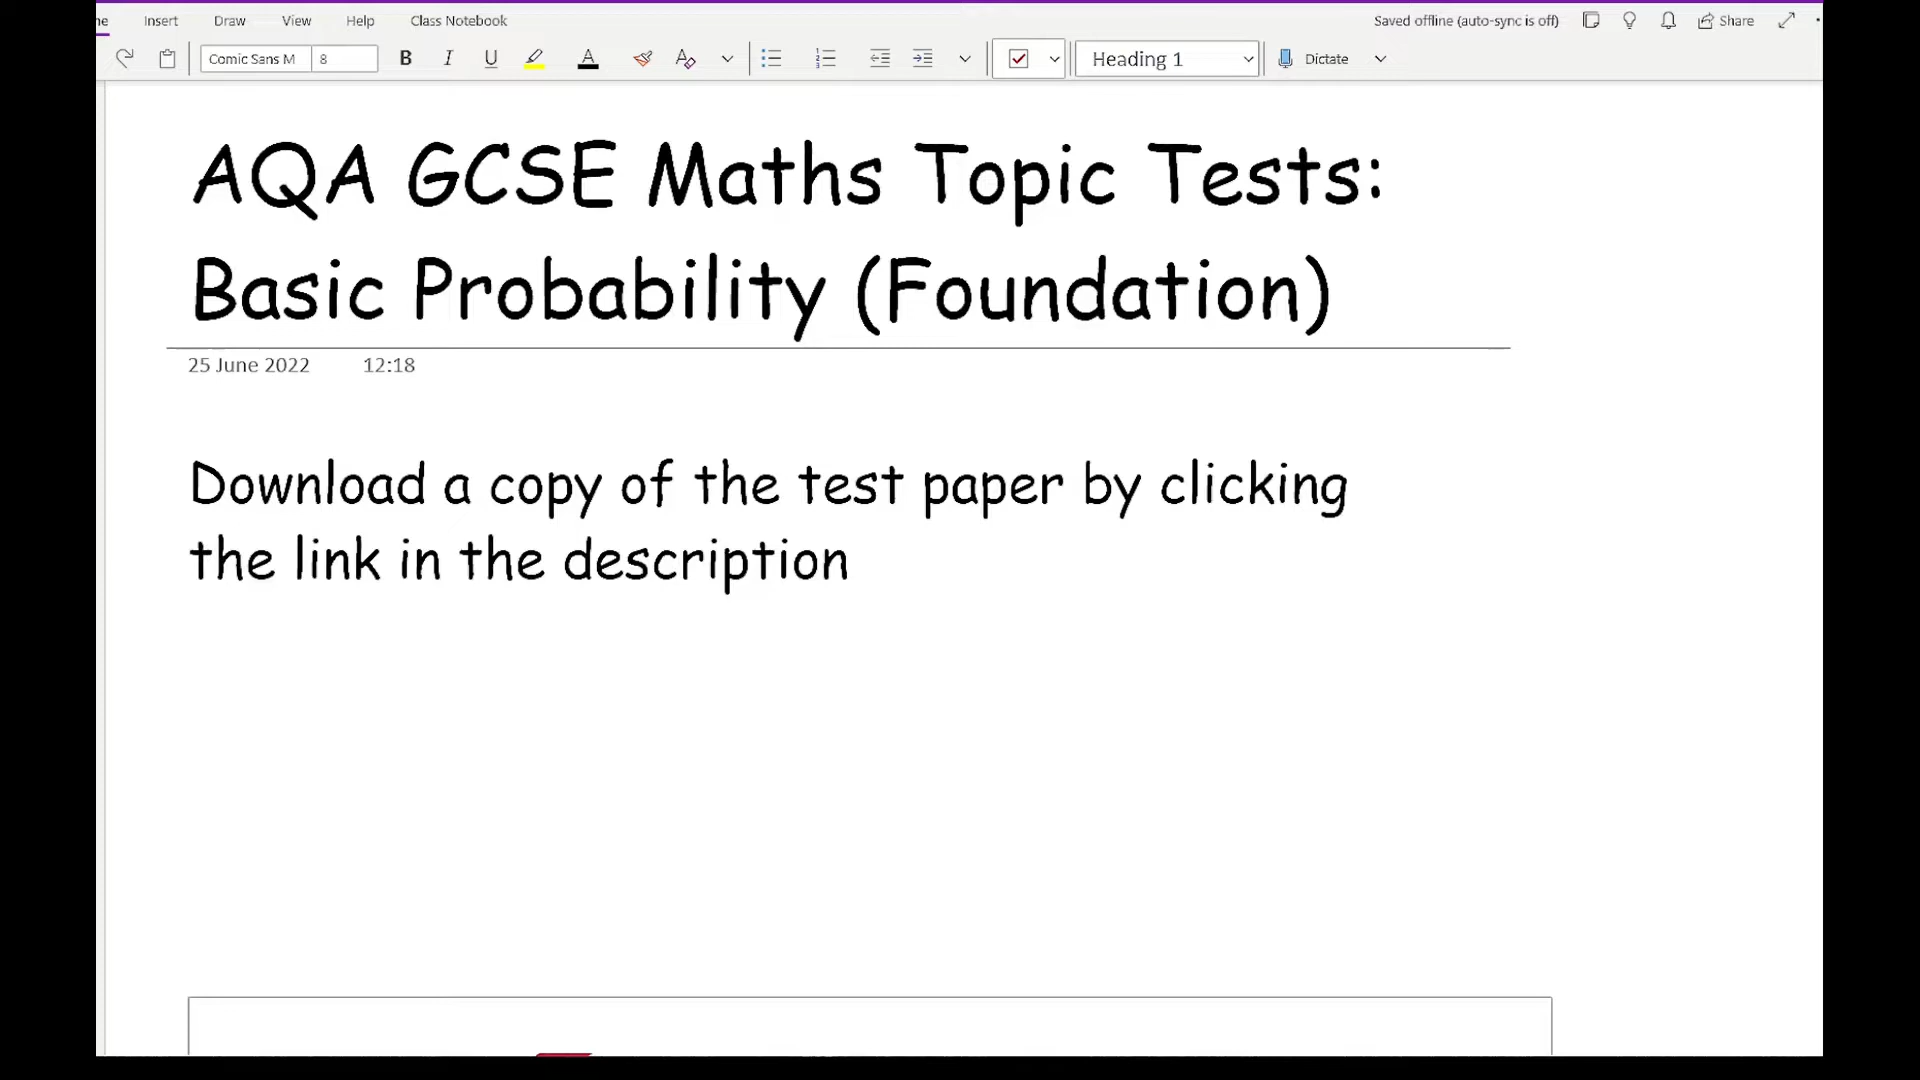 Insert Draw View Help Class Notebook Saved offline (auto-sync is off) Share
Comic Sans M 8 B I U A Heading 1 Dictate
AQA GCSE Maths Topic Tests:
Basic Probability (Foundation)
25 June 2022 12:18
Download a copy of the test paper by clicking
the link in the description